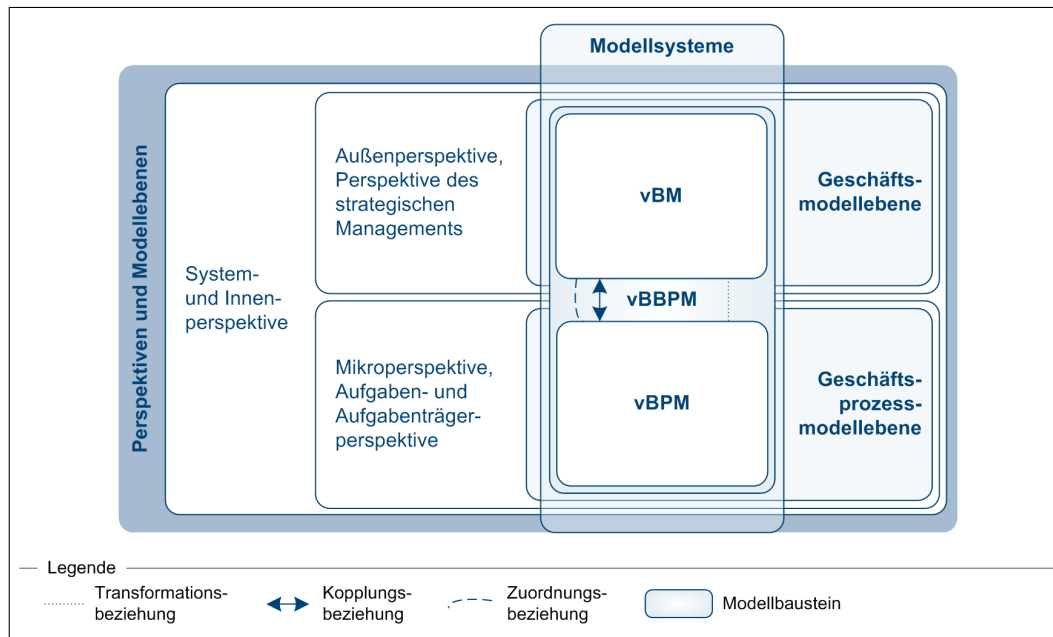 Modellsysteme
Perspektiven und Modellebenen
System-
und Innen-
perspektive
Außenperspektive,
Perspektive des
strategischen
Managements
vBM
Geschäfts-
modellebene
vBBPM
Mikroperspektive,
Aufgaben- und
Aufgabenträger-
perspektive
vBPM
Geschäfts-
prozess-
modellebene
Legende
Transformations-
beziehung
Kopplungs-
beziehung
Zuordnungs-
beziehung
Modellbaustein